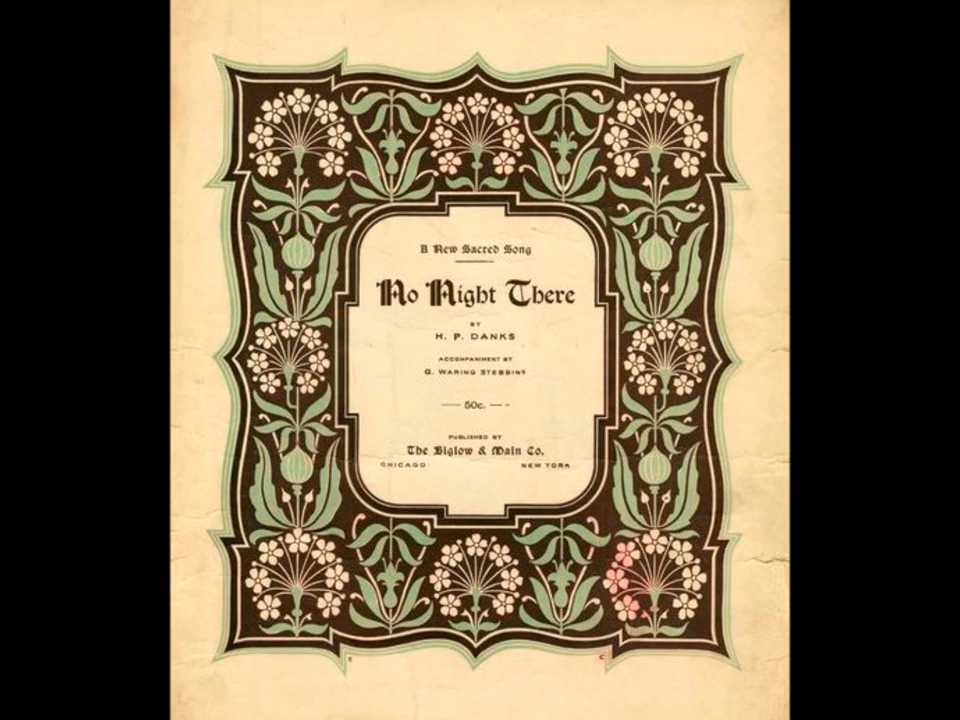 A New Sacred Song
No Night There
BY
H. P. DANKS
ACCOMPANIMENT BY
G. WARING STEBBINS
50c.
PUBLISHED BY
The Biglow & Main Co.
CHICAGO NEW YORK